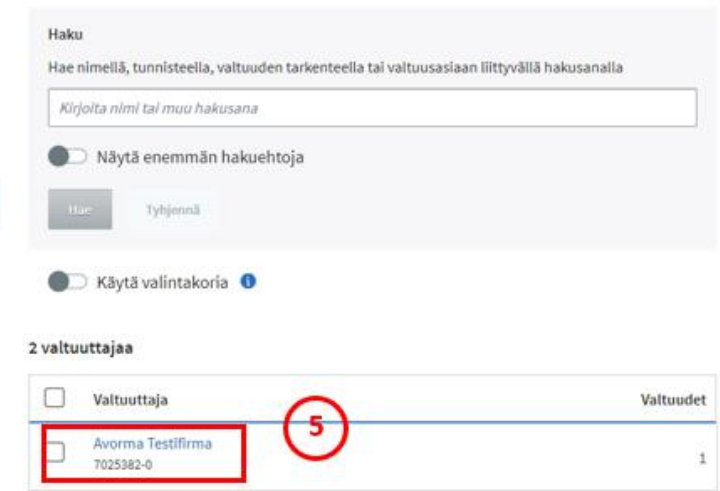 Haku
Hae nimellä, tunnisteella, valtuuden tarkenteella tai valtuusasiaan liittyvällä hakusanalla
Kirjoita nimi tai muu hakusana
Näytä enemmän hakuehtoja
Hae Tyhjennä
Käytä valintakoria i
2 valtuuttajaa
Valtuuttaja Valtuudet
5
Avorma Testifirma
7025382-0 1